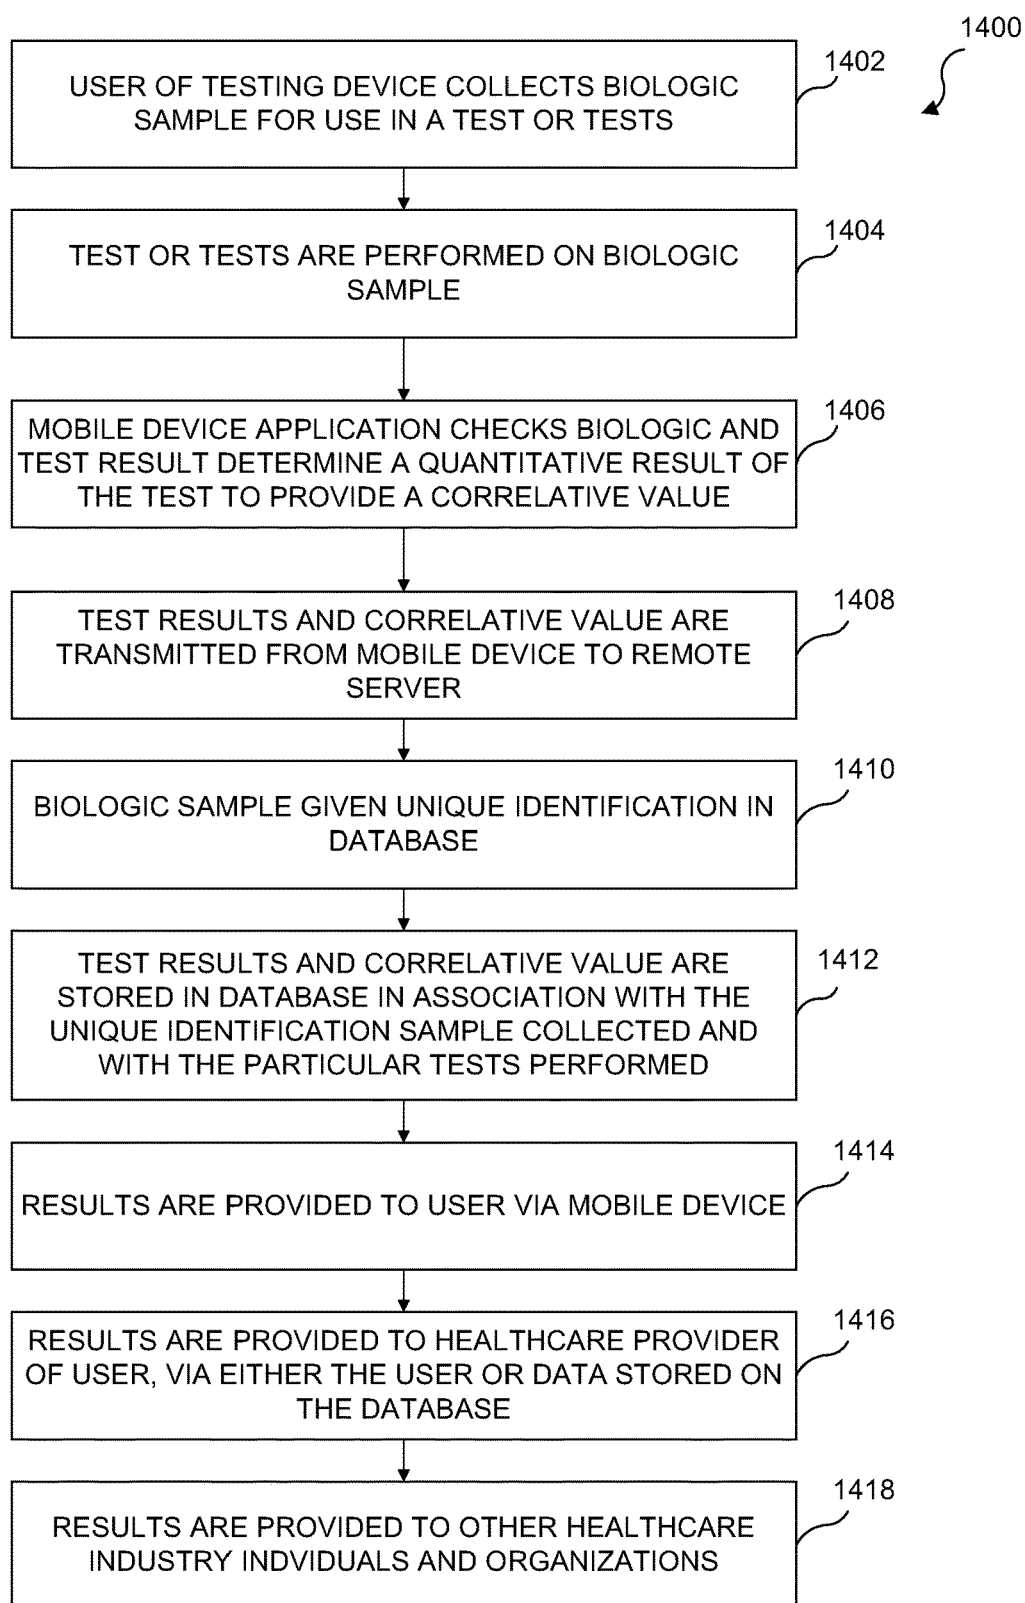 1400
1402
USER OF TESTING DEVICE COLLECTS BIOLOGIC
SAMPLE FOR USE IN A TEST OR TESTS
1404
TEST OR TESTS ARE PERFORMED ON BIOLOGIC
SAMPLE
1406
MOBILE DEVICE APPLICATION CHECKS BIOLOGIC AND
TEST RESULT DETERMINE A QUANTITATIVE RESULT OF
THE TEST TO PROVIDE A CORRELATIVE VALUE
1408
TEST RESULTS AND CORRELATIVE VALUE ARE
TRANSMITTED FROM MOBILE DEVICE TO REMOTE
SERVER
1410
BIOLOGIC SAMPLE GIVEN UNIQUE IDENTIFICATION IN
DATABASE
1412
TEST RESULTS AND CORRELATIVE VALUE ARE
STORED IN DATABASE IN ASSOCIATION WITH THE
UNIQUE IDENTIFICATION SAMPLE COLLECTED AND
WITH THE PARTICULAR TESTS PERFORMED
1414
RESULTS ARE PROVIDED TO USER VIA MOBILE DEVICE
1416
RESULTS ARE PROVIDED TO HEALTHCARE PROVIDER
OF USER, VIA EITHER THE USER OR DATA STORED ON
THE DATABASE
1418
RESULTS ARE PROVIDED TO OTHER HEALTHCARE
INDUSTRY INDVIDUALS AND ORGANIZATIONS